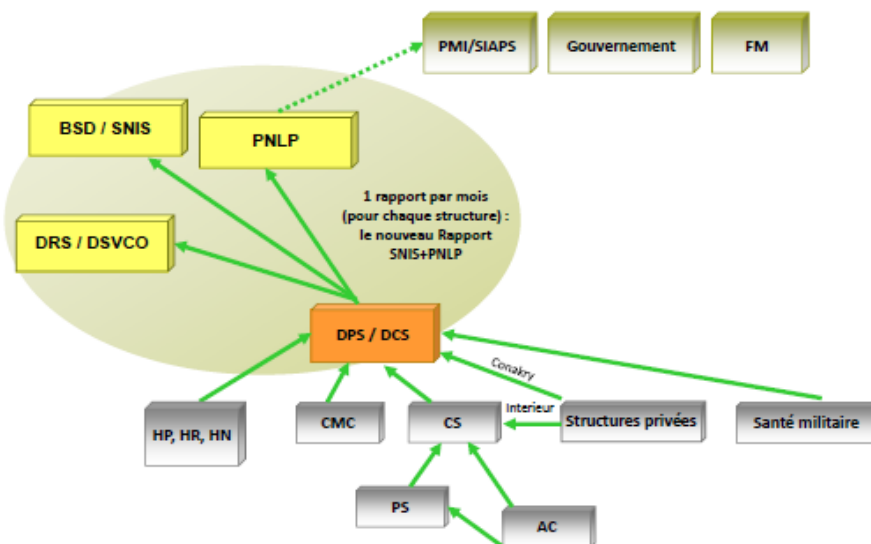 PMI/SIAPS
Gouvernement
FM
BSD / SNIS
PNLP
1 rapport par mois
(pour chaque structure) :
le nouveau Rapport
SNIS+PNLP
DRS / DSVCO
DPS / DCS
Conakry
Interieur
HP, HR, HN
CMC
CS
Structures privées
Santé militaire
PS
AC